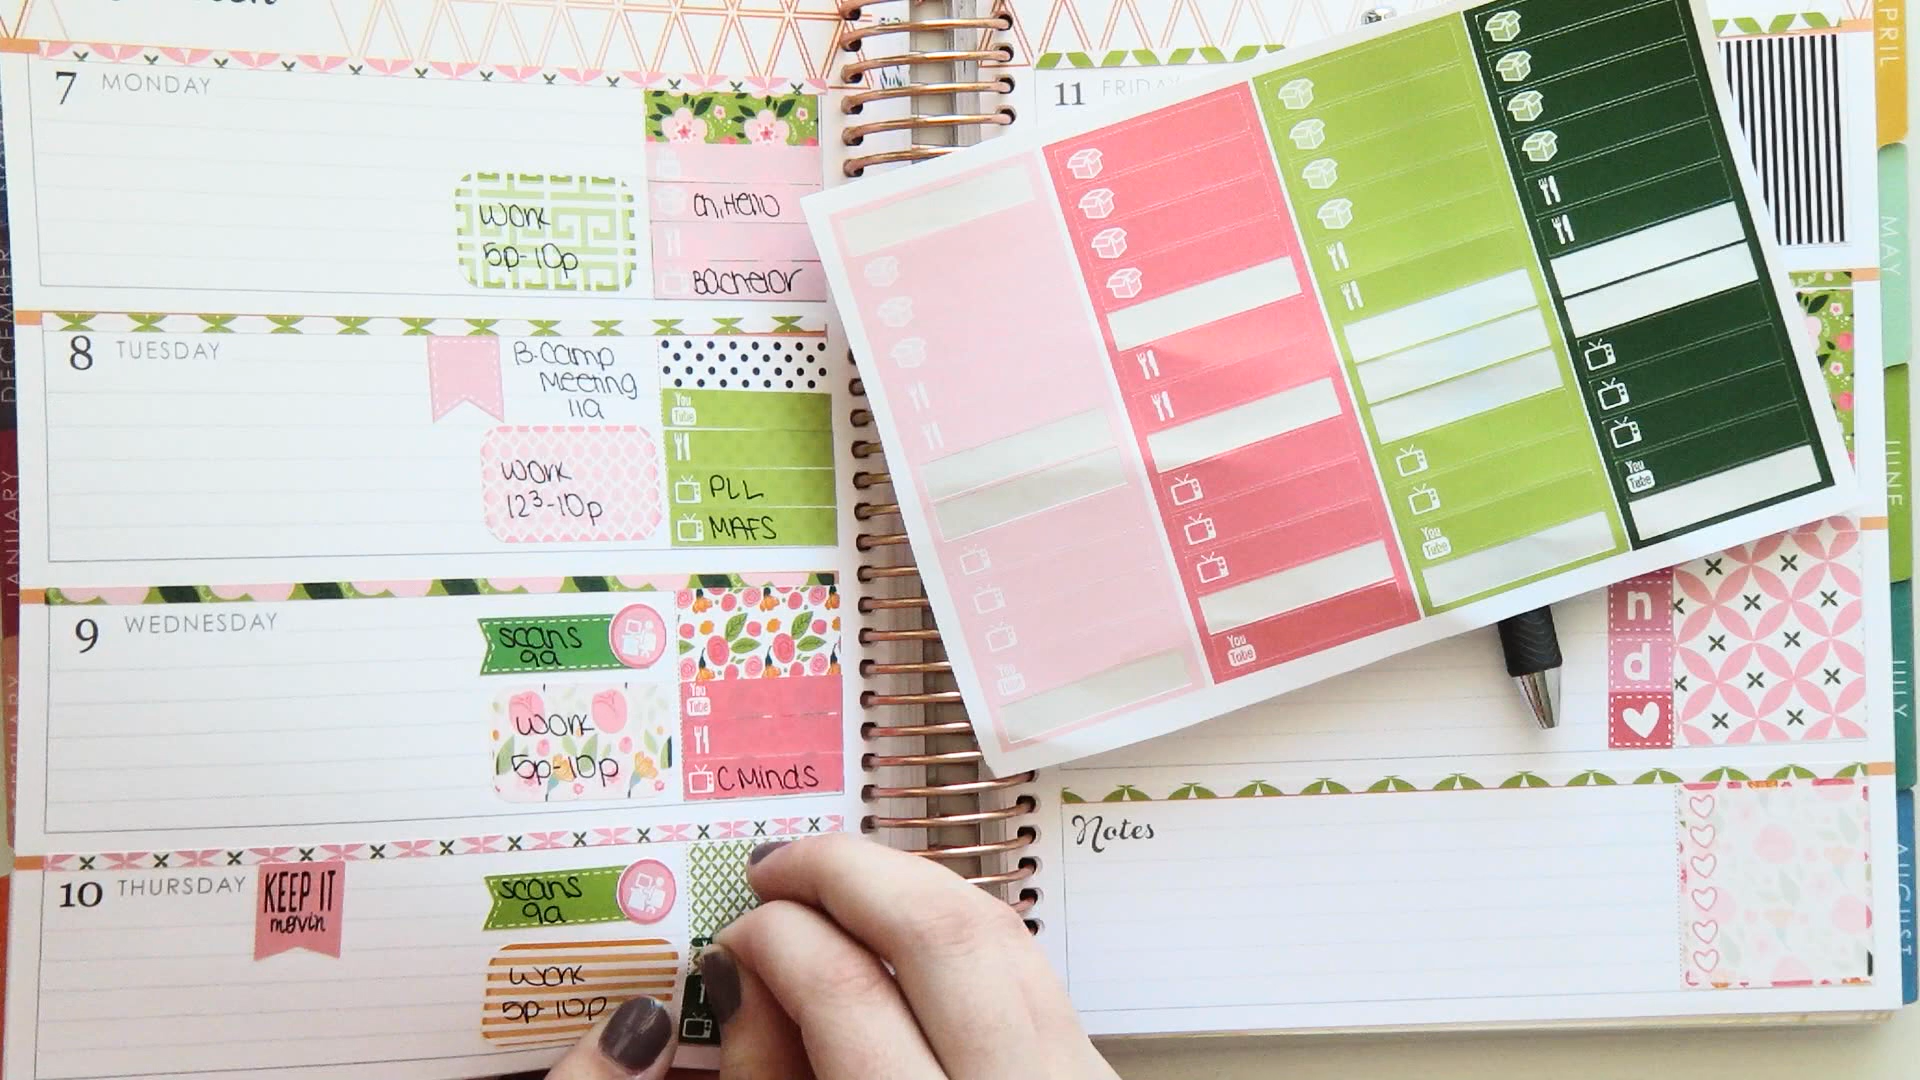 7 MONDAY
Work
5p-10p
Oh, Hello
Bachelor
8 TUESDAY
B-Camp
Meeting
11a
Work
12³-10p
You
Tube
PLL
MAFS
9 WEDNESDAY
scans
9a
Work
5p-10p
You
Tube
C Minds
10 THURSDAY
KEEP IT
movin
scans
9a
Work
5p-10p
11 FRIDAY
You
Tube
You
Tube
You
Tube
You
Tube
n
d
Notes
DECEMBER
JANUARY
APRIL
MAY
JUNE
JULY
AUGUST